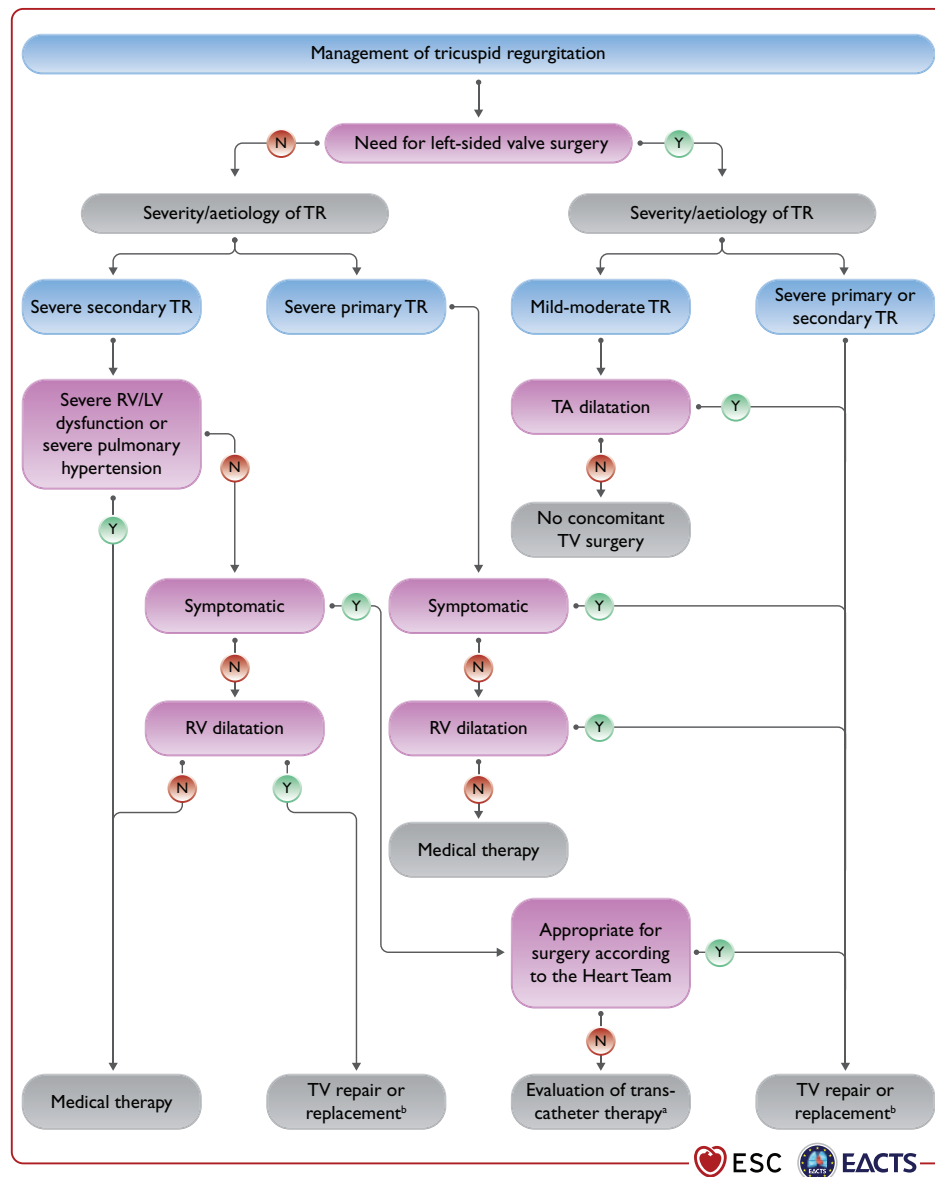 Management of tricuspid regurgitation
N
Need for left-sided valve surgery
Y
Severity/aetiology of TR
Severity/aetiology of TR
Severe secondary TR
Severe primary TR
Mild-moderate TR
Severe primary or
secondary TR
Severe RV/LV
dysfunction or
severe pulmonary
hypertension
N
TA dilatation
Y
N
Y
No concomitant
TV surgery
Symptomatic
Y
Symptomatic
Y
N
N
RV dilatation
RV dilatation
Y
N
Y
N
Medical therapy
Appropriate for
surgery according
to the Heart Team
Y
N
Medical therapy
TV repair or
replacementᵇ
Evaluation of trans-
catheter therapyᵃ
TV repair or
replacementᵇ
ESC
EACTS
EACTS